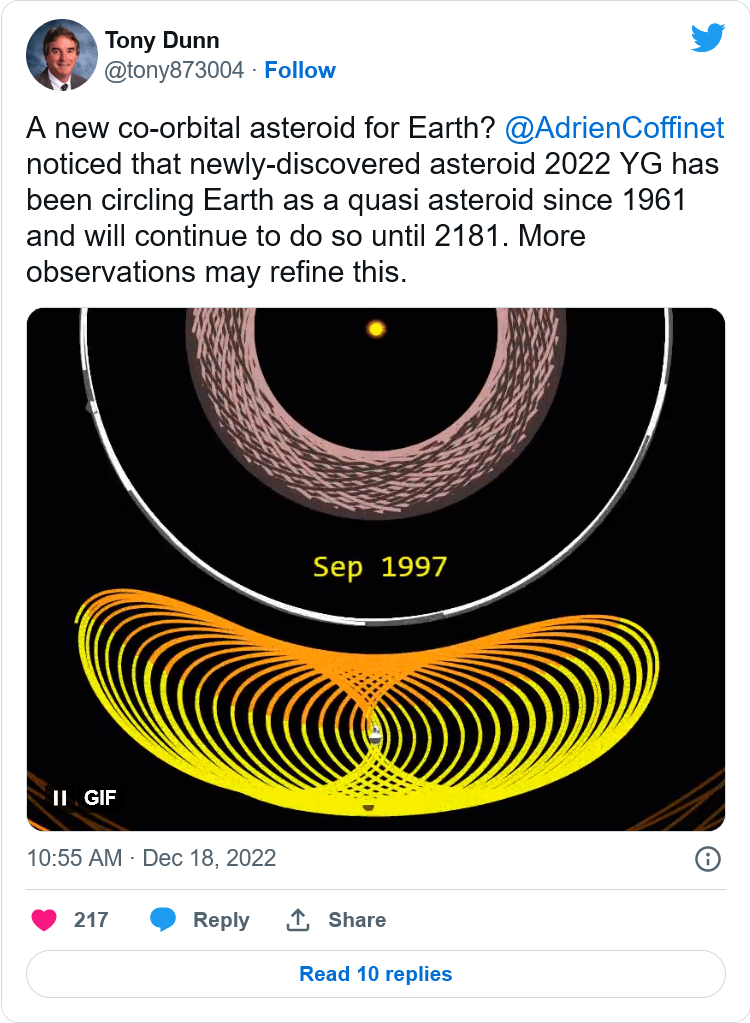 Tony Dunn
@tony873004 · Follow
A new co-orbital asteroid for Earth? @AdrienCoffinet
noticed that newly-discovered asteroid 2022 YG has
been circling Earth as a quasi asteroid since 1961
and will continue to do so until 2181. More
observations may refine this.
Sep 1997
GIF
10:55 AM · Dec 18, 2022
217 Reply Share
Read 10 replies